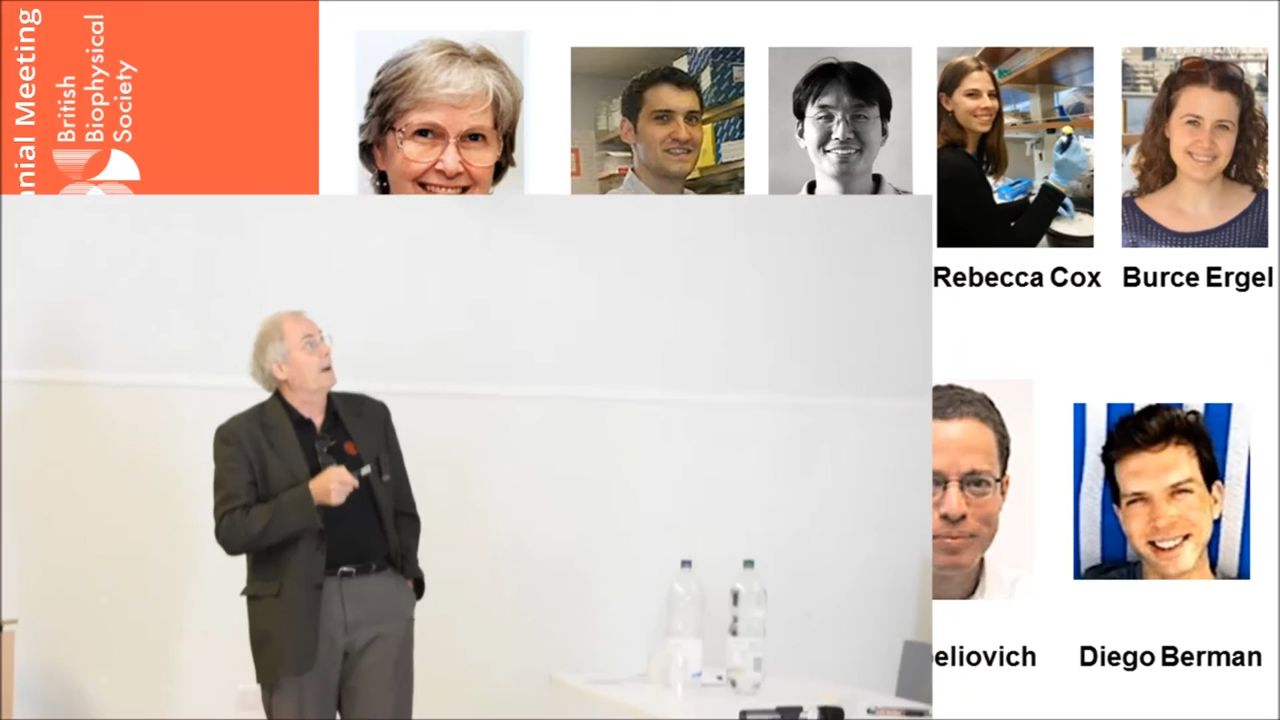 nial Meeting
British
Biophysical
Society
Rebecca Cox
Burce Ergel
eliovich
Diego Berman